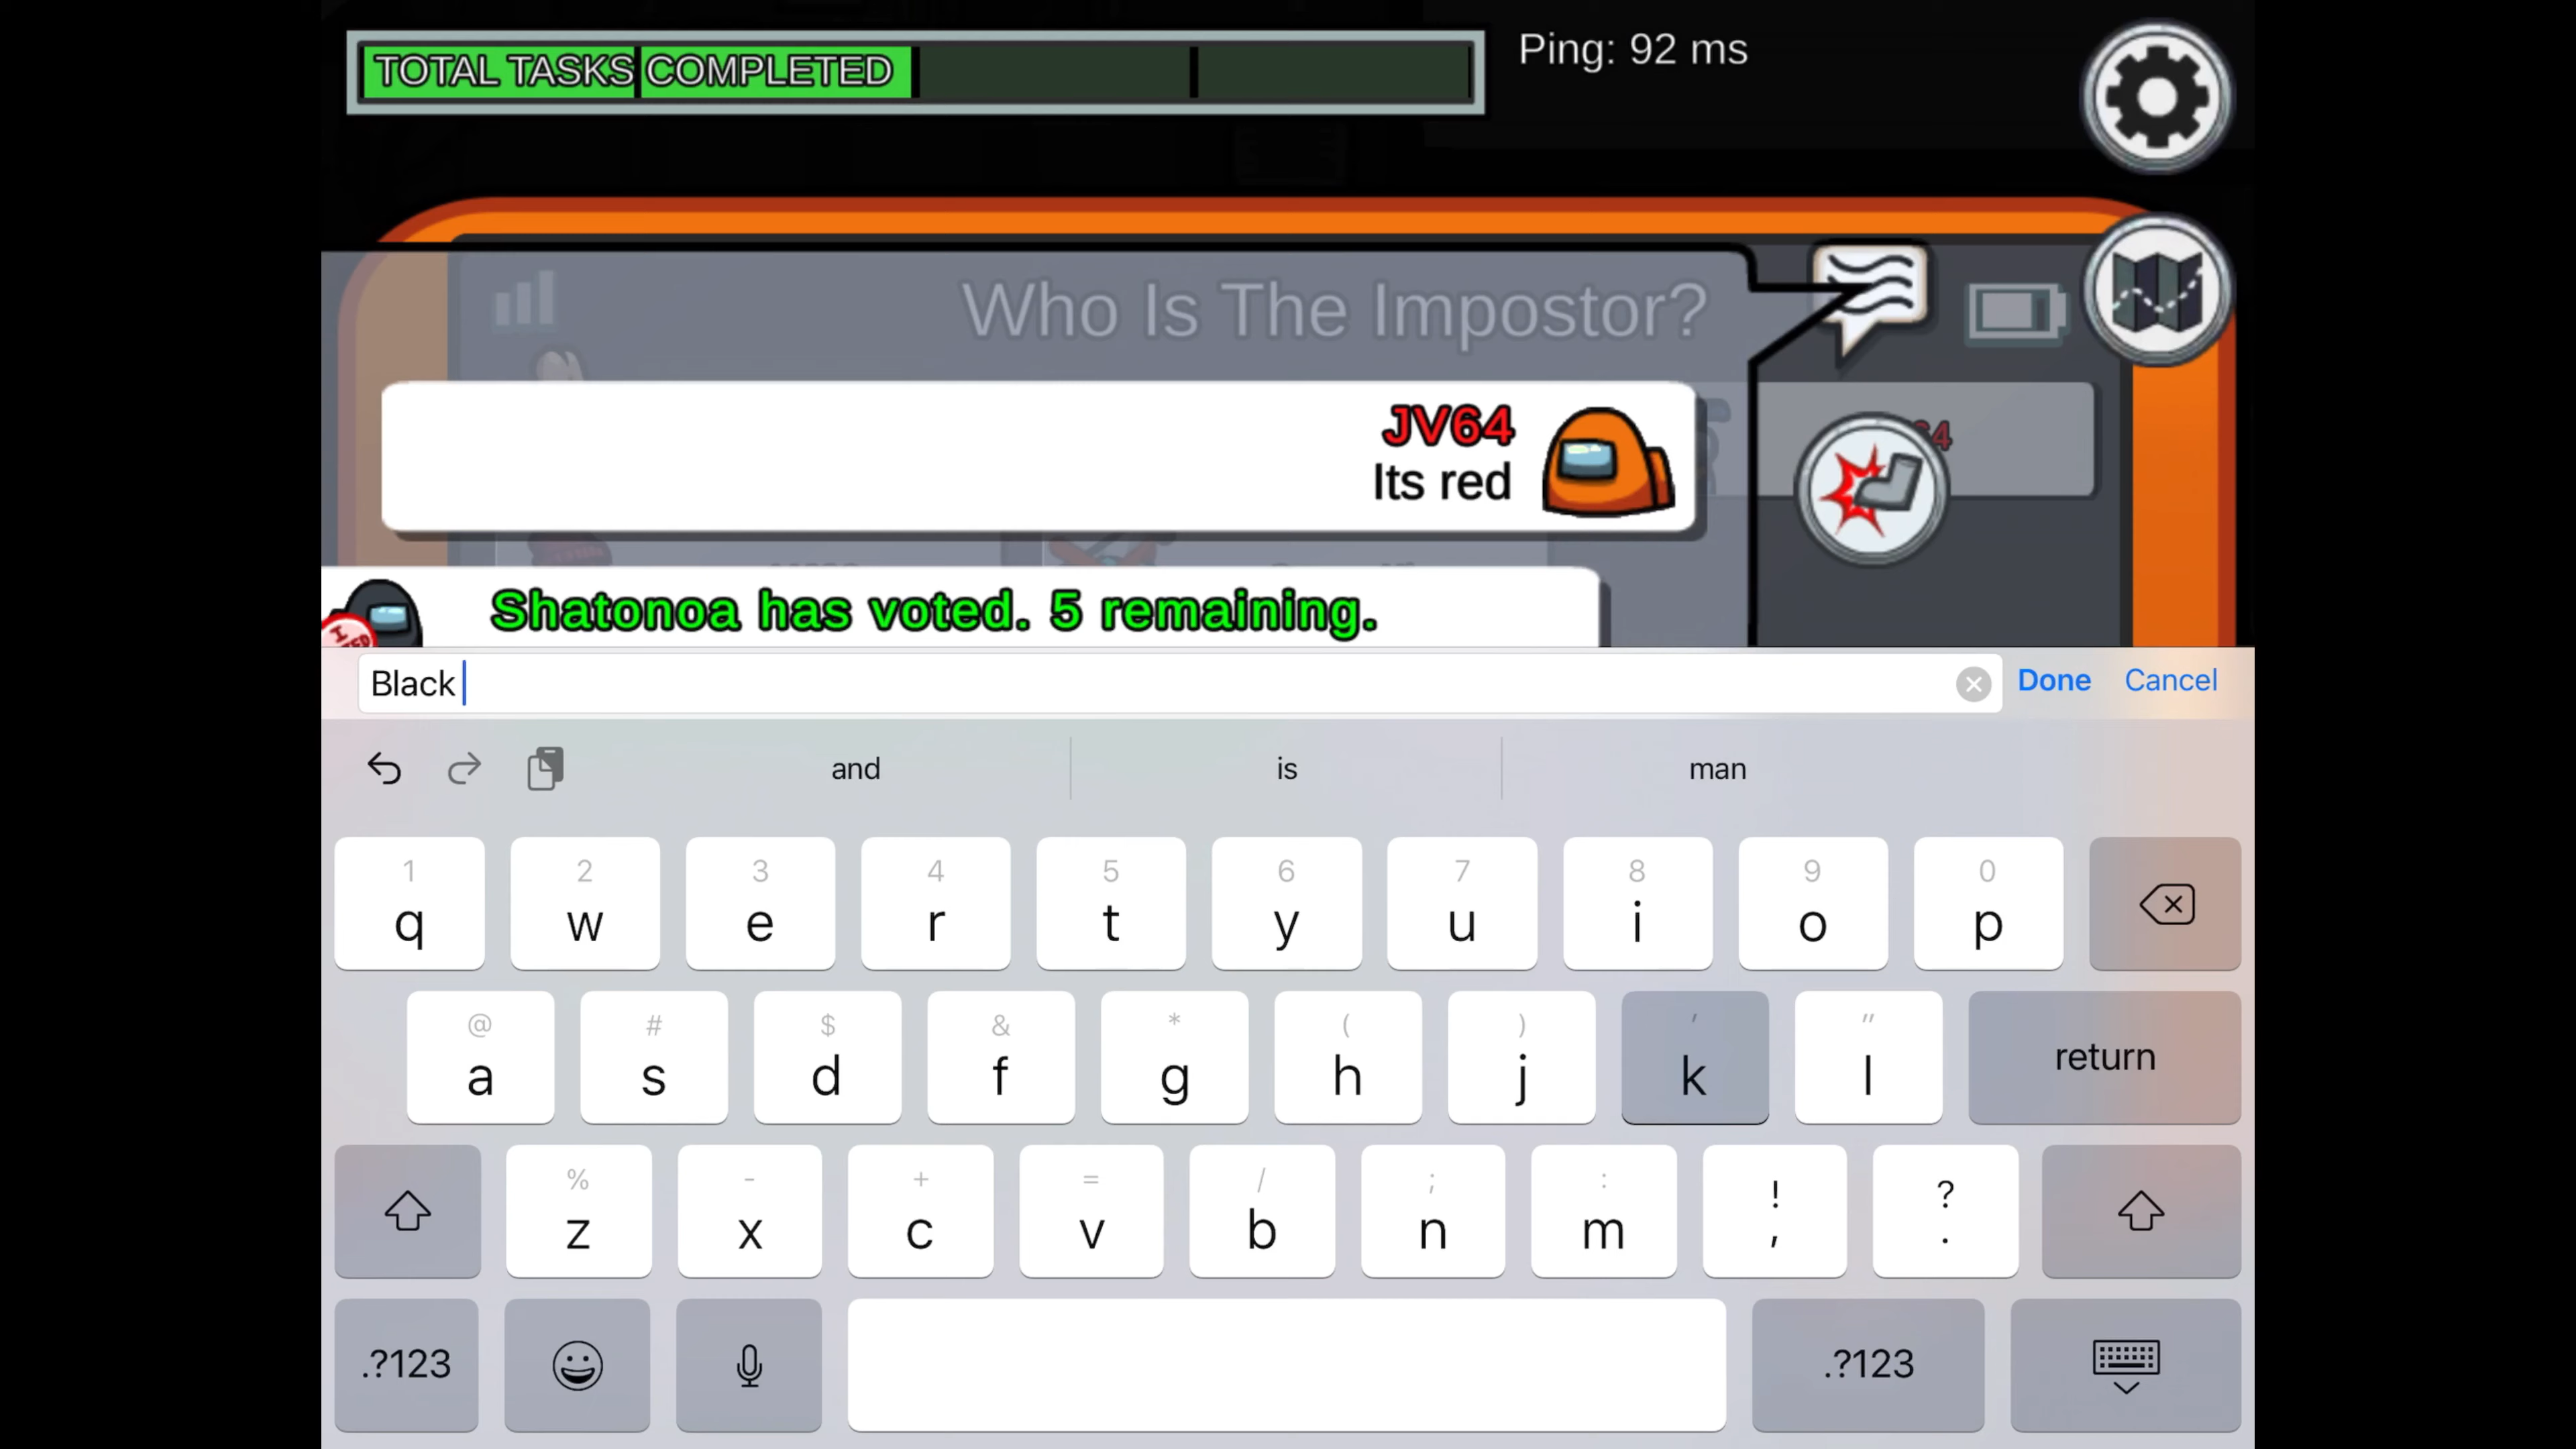 TOTAL TASKS COMPLETED
Ping: 92 ms
Who Is The Impostor?
JV64
Its red
Shatonoa has voted. 5 remaining.
Black
Done
Cancel
and
is
man
1 2 3 4 5 6 7 8 9 0
q w e r t y u i o p
@ # $ & * ( ) ' "
a s d f g h j k l
return
% - + = / ; : ! ?
z x c v b n m , .
.?123
.?123